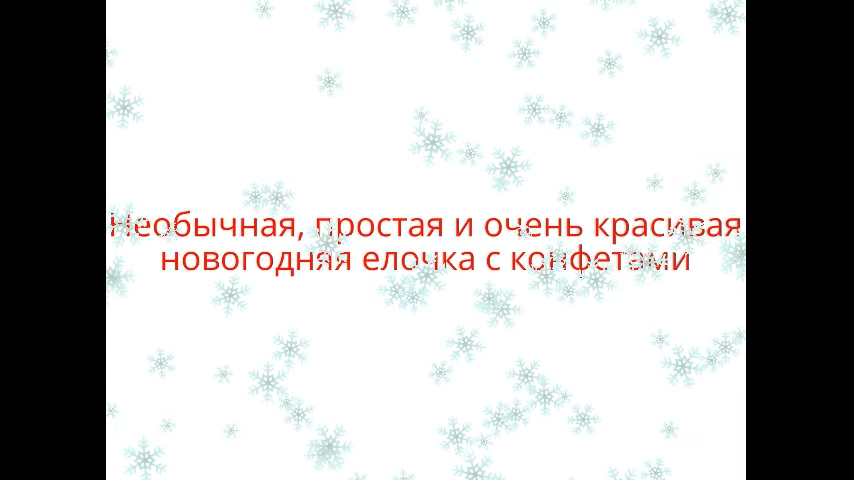 Необычная, простая и очень красивая
новогодняя елочка с конфетами